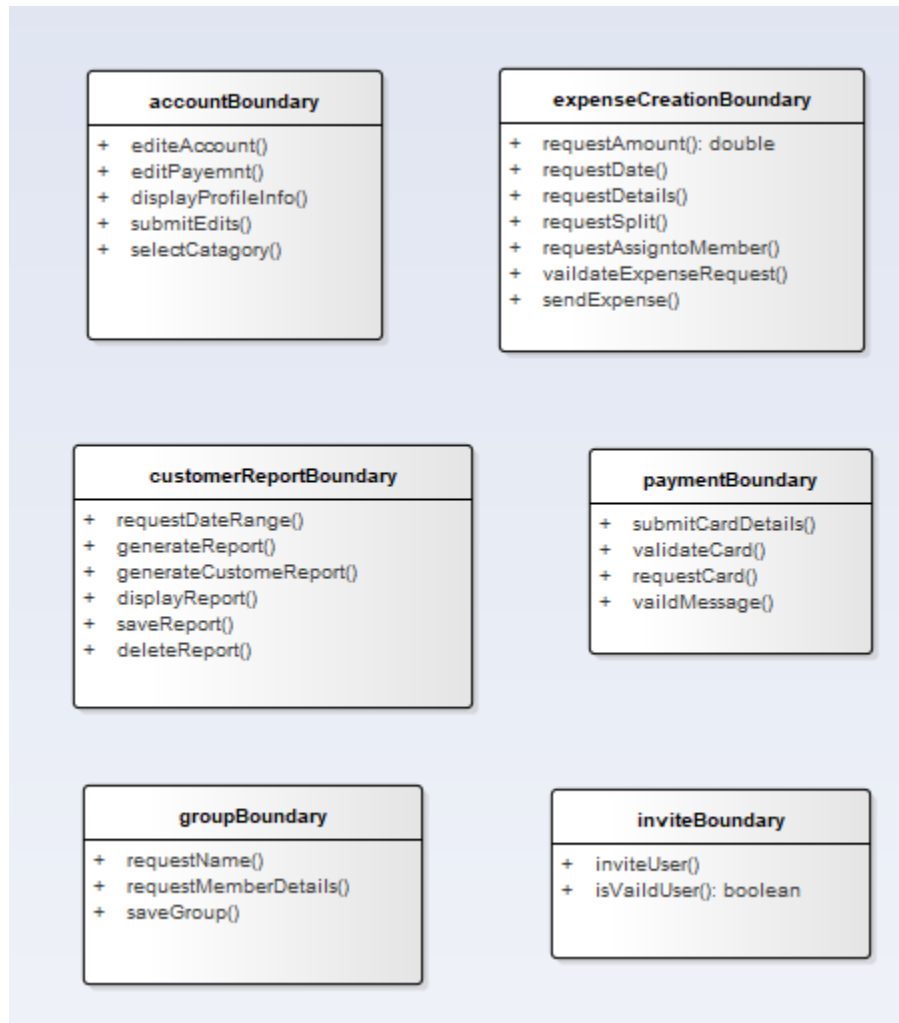 accountBoundary
+ editeAccount()
+ editPayemnt()
+ displayProfileInfo()
+ submitEdits()
+ selectCatagory()
expenseCreationBoundary
+ requestAmount(): double
+ requestDate()
+ requestDetails()
+ requestSplit()
+ requestAssigntoMember()
+ vaildateExpenseRequest()
+ sendExpense()
customerReportBoundary
+ requestDateRange()
+ generateReport()
+ generateCustomeReport()
+ displayReport()
+ saveReport()
+ deleteReport()
paymentBoundary
+ submitCardDetails()
+ validateCard()
+ requestCard()
+ vaildMessage()
groupBoundary
+ requestName()
+ requestMemberDetails()
+ saveGroup()
inviteBoundary
+ inviteUser()
+ isVaildUser(): boolean